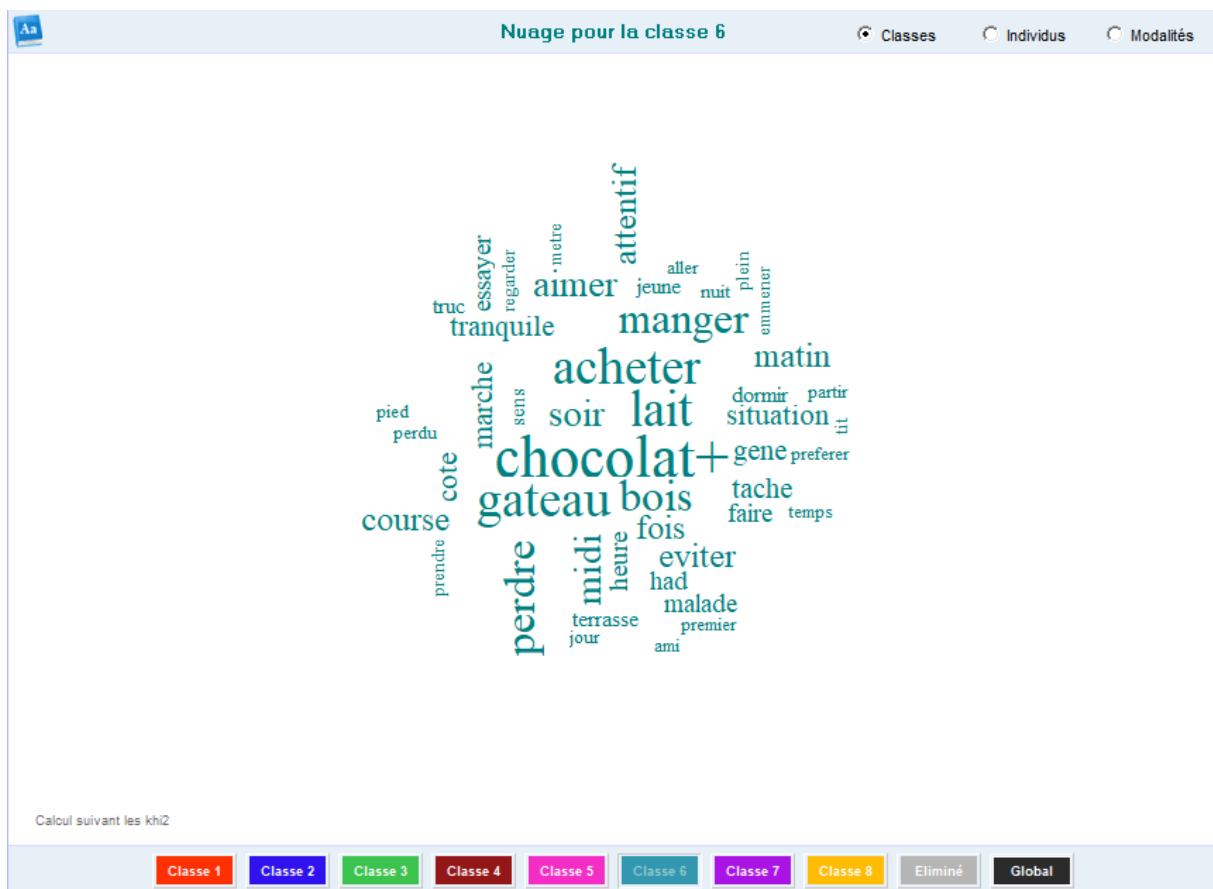 Aa
Nuage pour la classe 6
Classes
Individus
Modalités
attentif
metre
essayer
regarder
aller
plein
aimer
jeune
nuit
emmener
truc
tranquile
manger
matin
acheter
marche
sens
dormir
partir
pied
soir
lait
situation
tit
perdu
chocolat+
gene
preferer
cote
gateau
bois
tache
course
fois
faire
temps
prendre
perdre
midi
heure
eviter
had
malade
terrasse
premier
jour
ami
Calcul suivant les khi2
Classe 1
Classe 2
Classe 3
Classe 4
Classe 5
Classe 6
Classe 7
Classe 8
Eliminé
Global